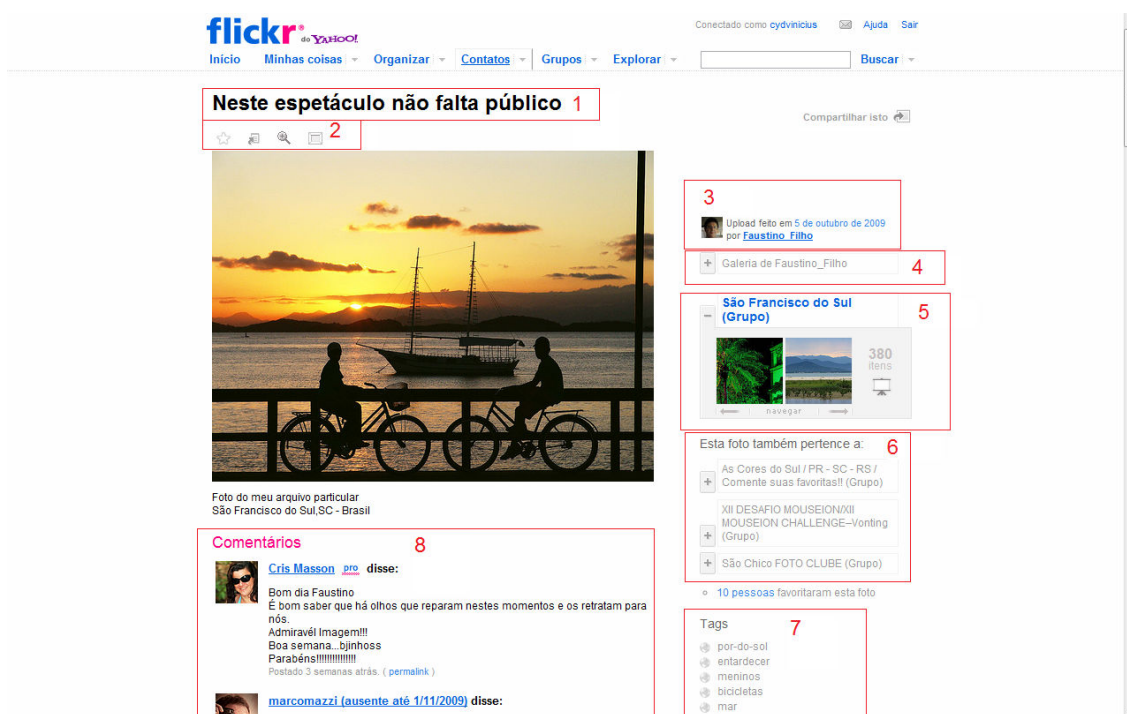 flickr® do YAHOO!
Conectado como cydvinicius Ajuda Sair
Início Minhas coisas Organizar Contatos Grupos Explorar Buscar
Neste espetáculo não falta público 1
2
Compartilhar isto
3
Upload feito em 5 de outubro de 2009
por Faustino_Filho
+ Galeria de Faustino_Filho 4
São Francisco do Sul
(Grupo)
5
380
itens
navegar
Esta foto também pertence a: 6
As Cores do Sul / PR - SC - RS /
Comente suas favoritas!! (Grupo)
XII DESAFIO MOUSEION/XII
MOUSEION CHALLENGE–Vonting
(Grupo)
São Chico FOTO CLUBE (Grupo)
10 pessoas favoritaram esta foto
Tags 7
por-do-sol
entardecer
meninos
bicicletas
mar
Foto do meu arquivo particular
São Francisco do Sul,SC - Brasil
Comentários 8
Cris Masson pro disse:
Bom dia Faustino
É bom saber que há olhos que reparam nestes momentos e os retratam para
nós.
Admiravél Imagem!!!
Boa semana...bjinhoss
Parabéns!!!!!!!!!!!!!!!
Postado 3 semanas atrás. ( permalink )
marcomazzi (ausente até 1/11/2009) disse: